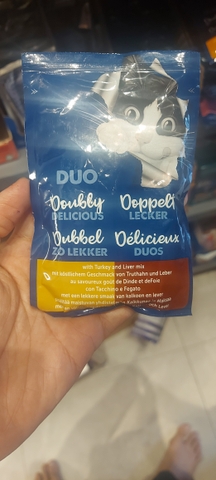 DUO
Doubly Doppelt
DELICIOUS LECKER
Dubbel Délicieux
ZO LEKKER DUOS
with Turkey and Liver mix
mit köstlichem Geschmack von Truthahn und Leber
au savoureux goût de Dinde et de Foie
con Tacchino e Fegato
met een lekkere smaak van kalkoen en lever